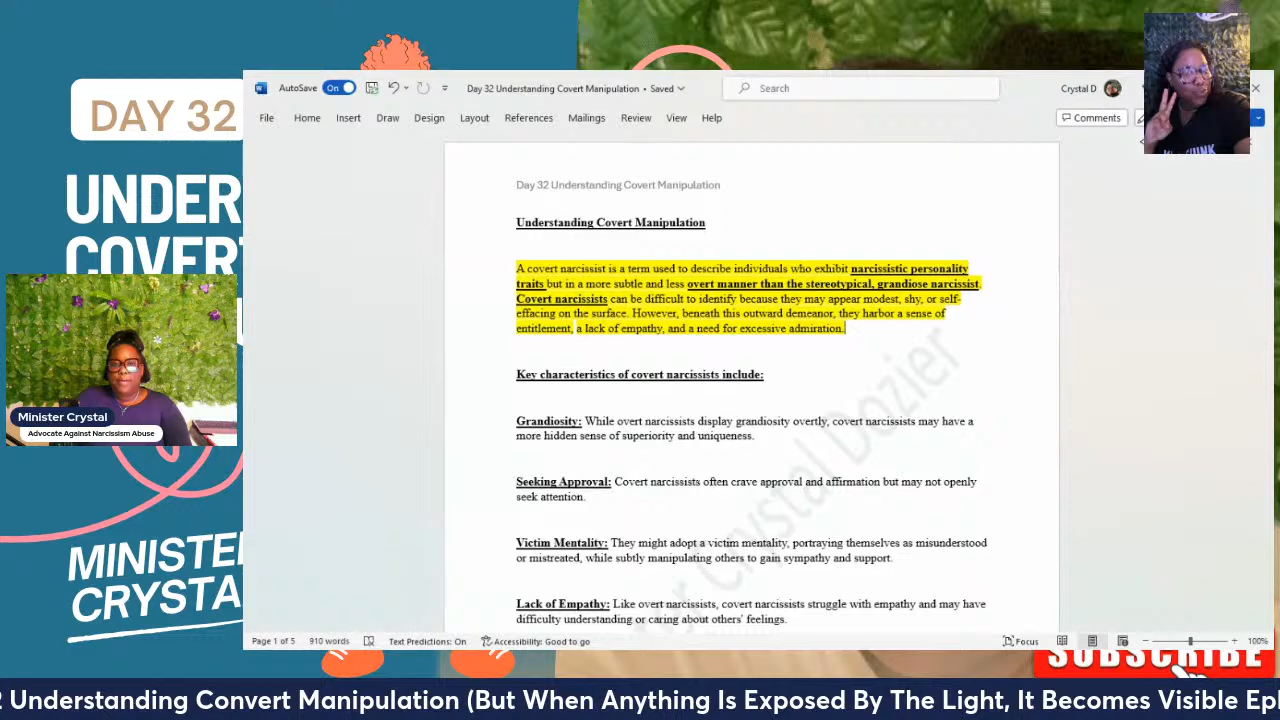 DAY 32
UNDER
COVER
MINISTE
CRYSTA
Minister Crystal
Advocate Against Narcissism Abuse
AutoSave On Day 32 Understanding Covert Manipulation • Saved Search Crystal D
File Home Insert Draw Design Layout References Mailings Review View Help Comments
Day 32 Understanding Covert Manipulation
Understanding Covert Manipulation
A covert narcissist is a term used to describe individuals who exhibit narcissistic personality
traits but in a more subtle and less overt manner than the stereotypical, grandiose narcissist.
Covert narcissists can be difficult to identify because they may appear modest, shy, or self-
effacing on the surface. However, beneath this outward demeanor, they harbor a sense of
entitlement, a lack of empathy, and a need for excessive admiration.
Key characteristics of covert narcissists include:
Grandiosity: While overt narcissists display grandiosity overtly, covert narcissists may have a
more hidden sense of superiority and uniqueness.
Seeking Approval: Covert narcissists often crave approval and affirmation but may not openly
seek attention.
Victim Mentality: They might adopt a victim mentality, portraying themselves as misunderstood
or mistreated, while subtly manipulating others to gain sympathy and support.
Lack of Empathy: Like overt narcissists, covert narcissists struggle with empathy and may have
difficulty understanding or caring about others' feelings.
Crystal Dozier
Page 1 of 5 910 words Text Predictions: On Accessibility: Good to go Focus 100%
SUBSCRIBE
2 Understanding Convert Manipulation (But When Anything Is Exposed By The Light, It Becomes Visible Ep